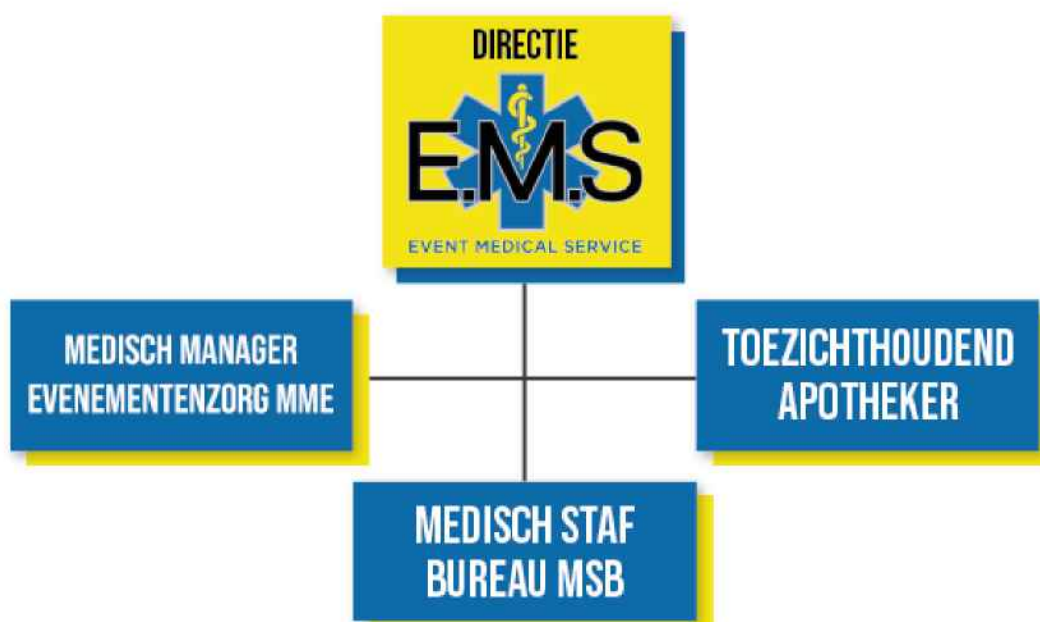 DIRECTIE
E.M.S
EVENT MEDICAL SERVICE
MEDISCH MANAGER
EVENEMENTENZORG MME
TOEZICHTHOUDEND
APOTHEKER
MEDISCH STAF
BUREAU MSB